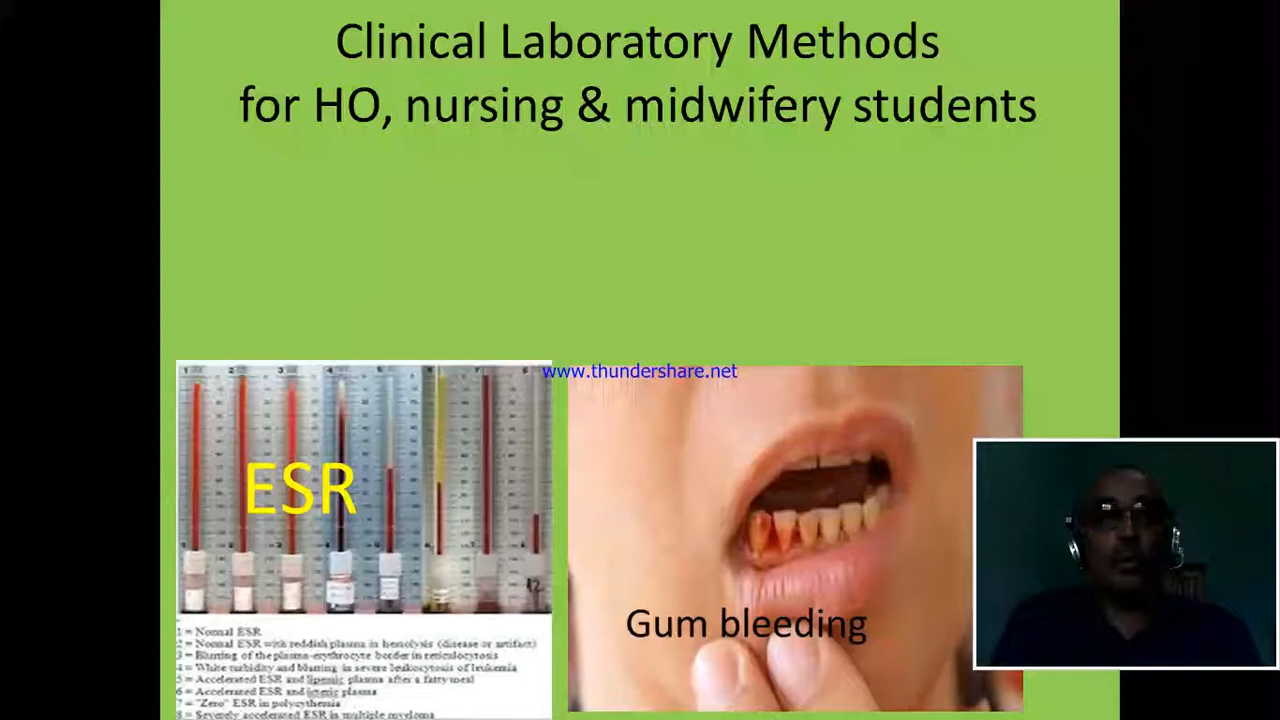 Clinical Laboratory Methods
for HO, nursing & midwifery students
www.thundershare.net
ESR
Gum bleeding
1 = Normal ESR
2 = Normal ESR with reddish plasma in hemolysis (disease or artifact)
3 = Blurring of the plasma-erythrocyte border in reticulocytosis
4 = White turbidity and blurring in severe leukocytosis of leukemia
5 = Accelerated ESR and lipemic plasma after a fatty meal
6 = Accelerated ESR and icteric plasma
7 = "Zero" ESR in polycythemia
8 = Severely accelerated ESR in multiple myeloma